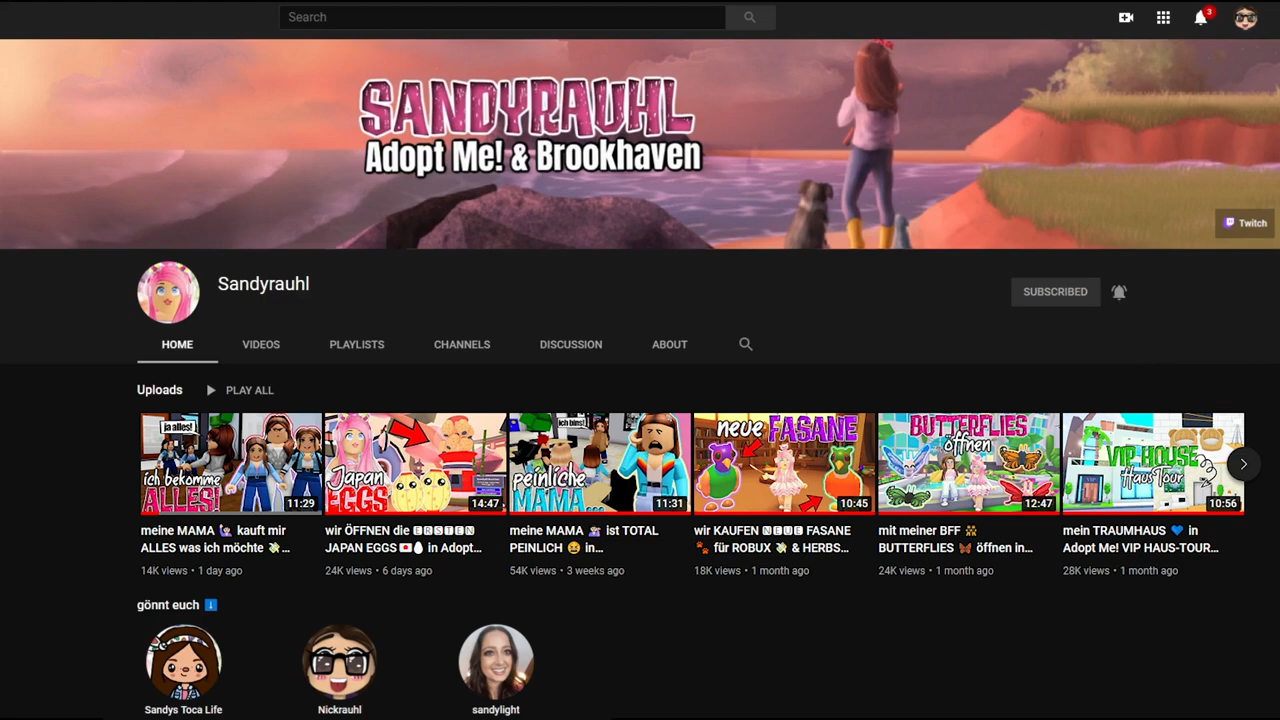 Search
3
SANDYRAUHL
Adopt Me! & Brookhaven
Twitch
Sandyrauhl
SUBSCRIBED
HOME VIDEOS PLAYLISTS CHANNELS DISCUSSION ABOUT
Uploads PLAY ALL
ja alles!
ich bekomme
ALLES!
11:29
Japan
EGGS
14:47
ich bins!
peinliche
MAMA
11:31
neue FASANE
10:45
BUTTERFLIES
öffnen
12:47
VIP HOUSE
Haus Tour
10:56
meine MAMA 🙋🏻‍♀️ kauft mir
ALLES was ich möchte 💸...
14K views • 1 day ago
wir ÖFFNEN die 🅴🆁🆂🆃🅴🅽
JAPAN EGGS 🇯🇵🥚 in Adopt...
24K views • 6 days ago
meine MAMA 🤷🏻‍♀️ ist TOTAL
PEINLICH 😆 in...
54K views • 3 weeks ago
wir KAUFEN 🅽🅴🆄🅴 FASANE
🐾 für ROBUX 💸 & HERBS...
18K views • 1 month ago
mit meiner BFF 👯
BUTTERFLIES 🦋 öffnen in...
24K views • 1 month ago
mein TRAUMHAUS 💙 in
Adopt Me! VIP HAUS-TOUR...
28K views • 1 month ago
gönnt euch ⬇️
Sandys Toca Life
Nickrauhl
sandylight